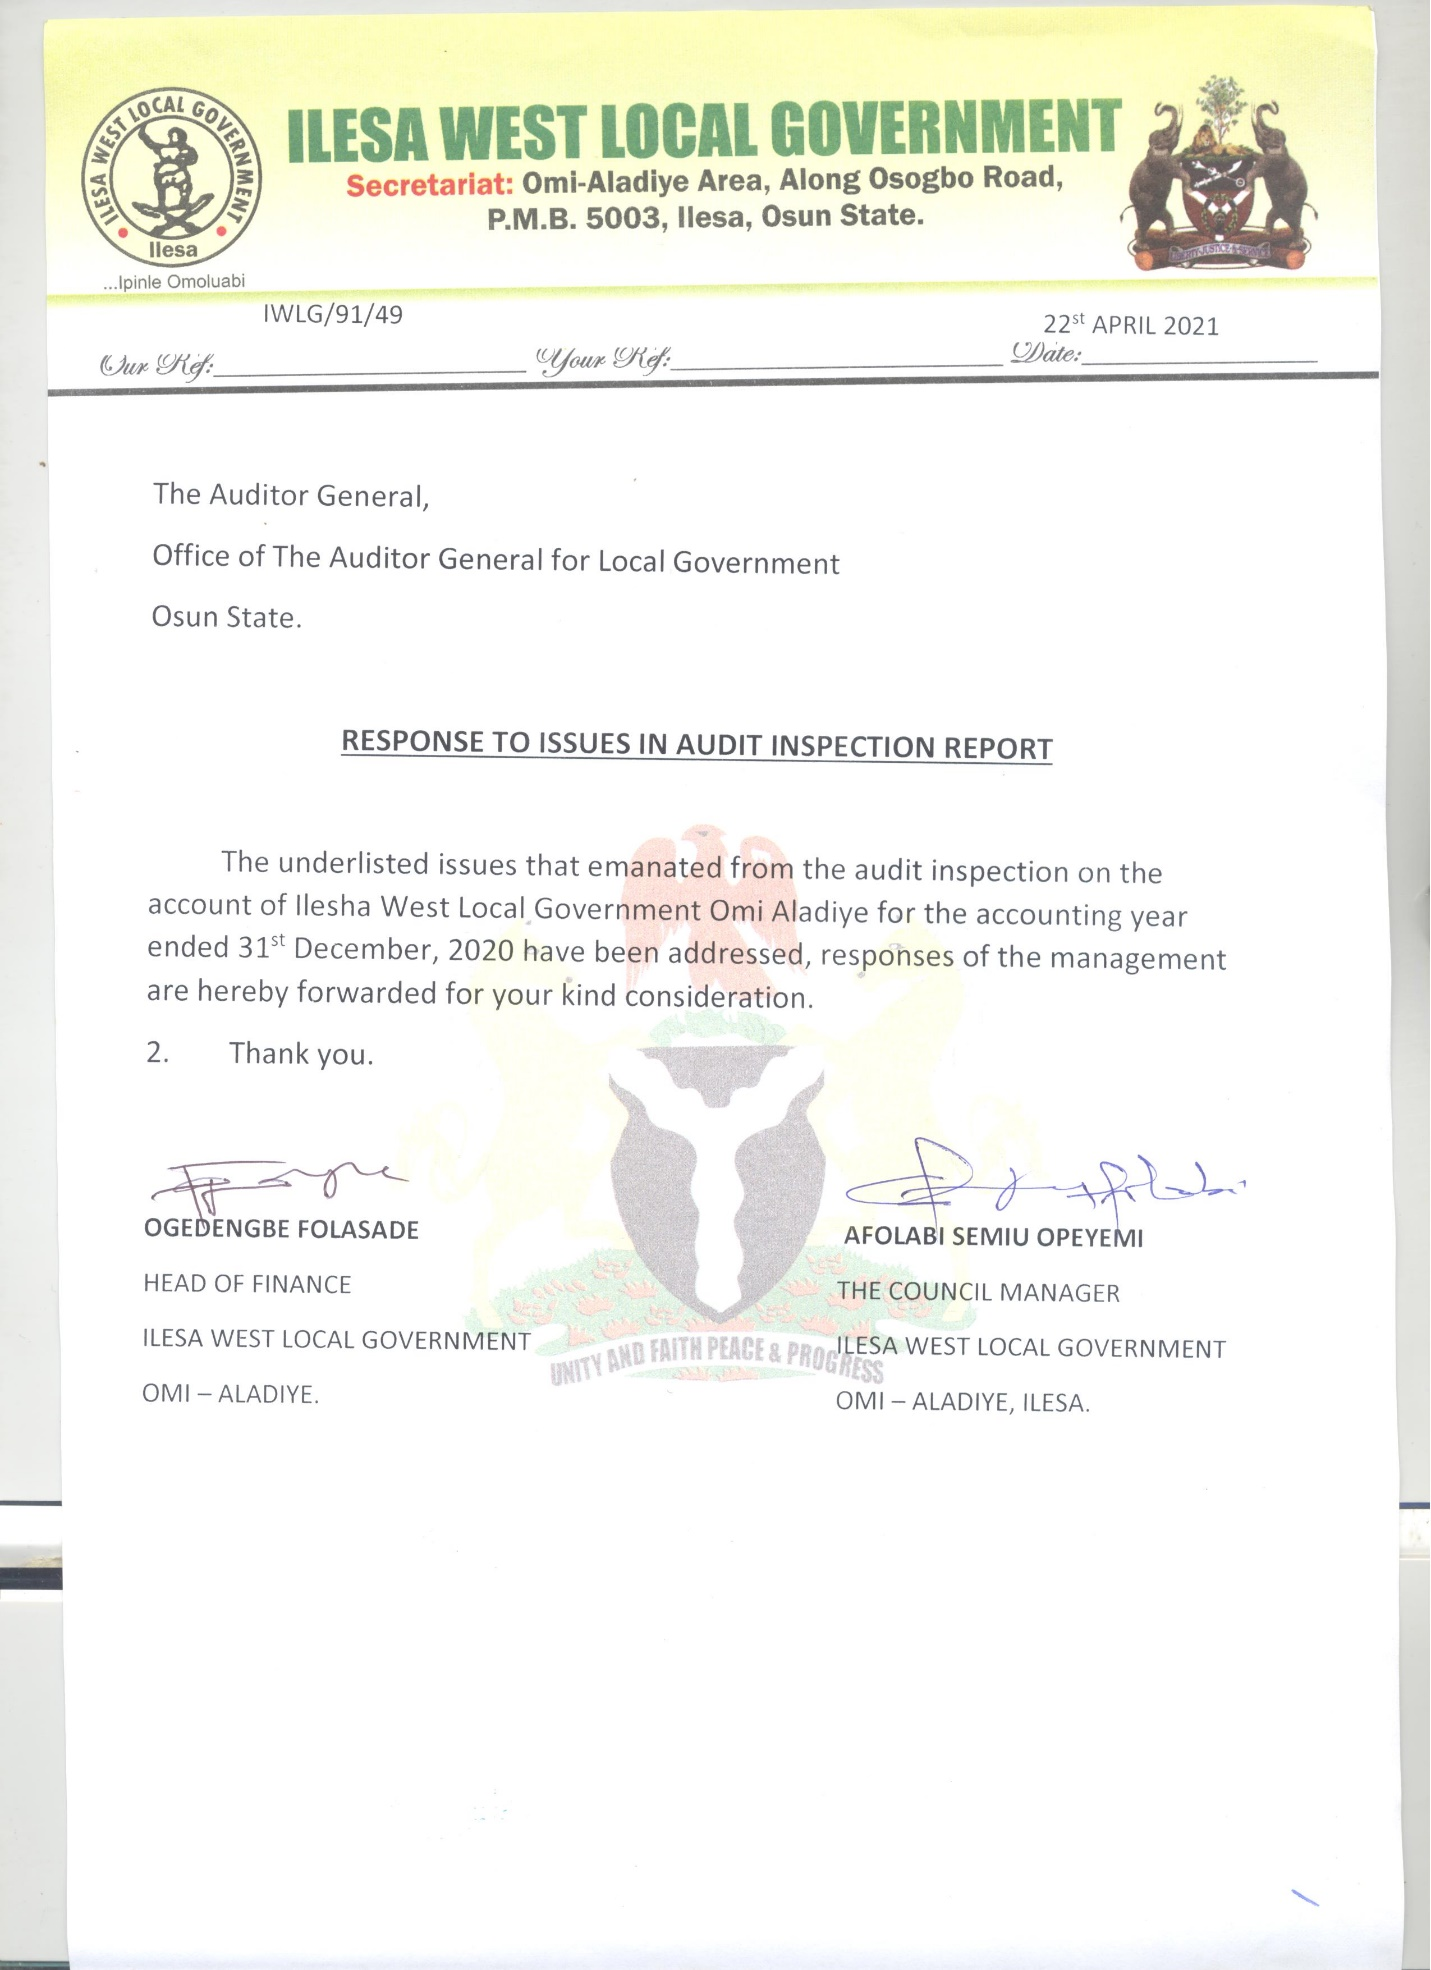 ILESA WEST LOCAL GOVERNMENT
Ilesa
...Ipinle Omoluabi
ILESA WEST LOCAL GOVERNMENT
Secretariat: Omi-Aladiye Area, Along Osogbo Road,
P.M.B. 5003, Ilesa, Osun State.
IWLG/91/49
22st APRIL 2021
Our Ref: Your Ref: Date:
The Auditor General,
Office of The Auditor General for Local Government
Osun State.
RESPONSE TO ISSUES IN AUDIT INSPECTION REPORT
The underlisted issues that emanated from the audit inspection on the
account of Ilesha West Local Government Omi Aladiye for the accounting year
ended 31st December, 2020 have been addressed, responses of the management
are hereby forwarded for your kind consideration.
2. Thank you.
OGEDENGBE FOLASADE
HEAD OF FINANCE
ILESA WEST LOCAL GOVERNMENT
OMI – ALADIYE.
AFOLABI SEMIU OPEYEMI
THE COUNCIL MANAGER
ILESA WEST LOCAL GOVERNMENT
OMI – ALADIYE, ILESA.
UNITY AND FAITH PEACE & PROGRESS